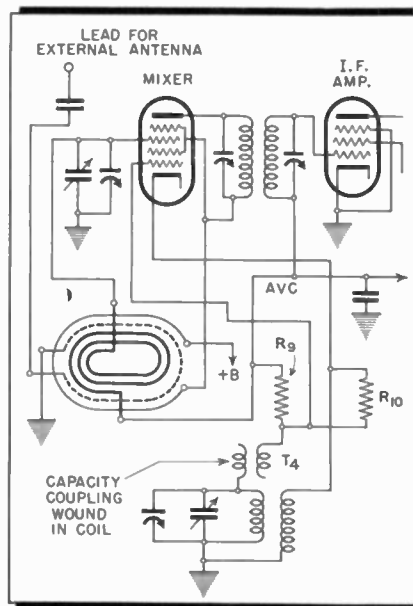 LEAD FOR
EXTERNAL ANTENNA
MIXER
I.F.
AMP.
AVC
+B
R9
R10
T4
CAPACITY
COUPLING
WOUND
IN COIL